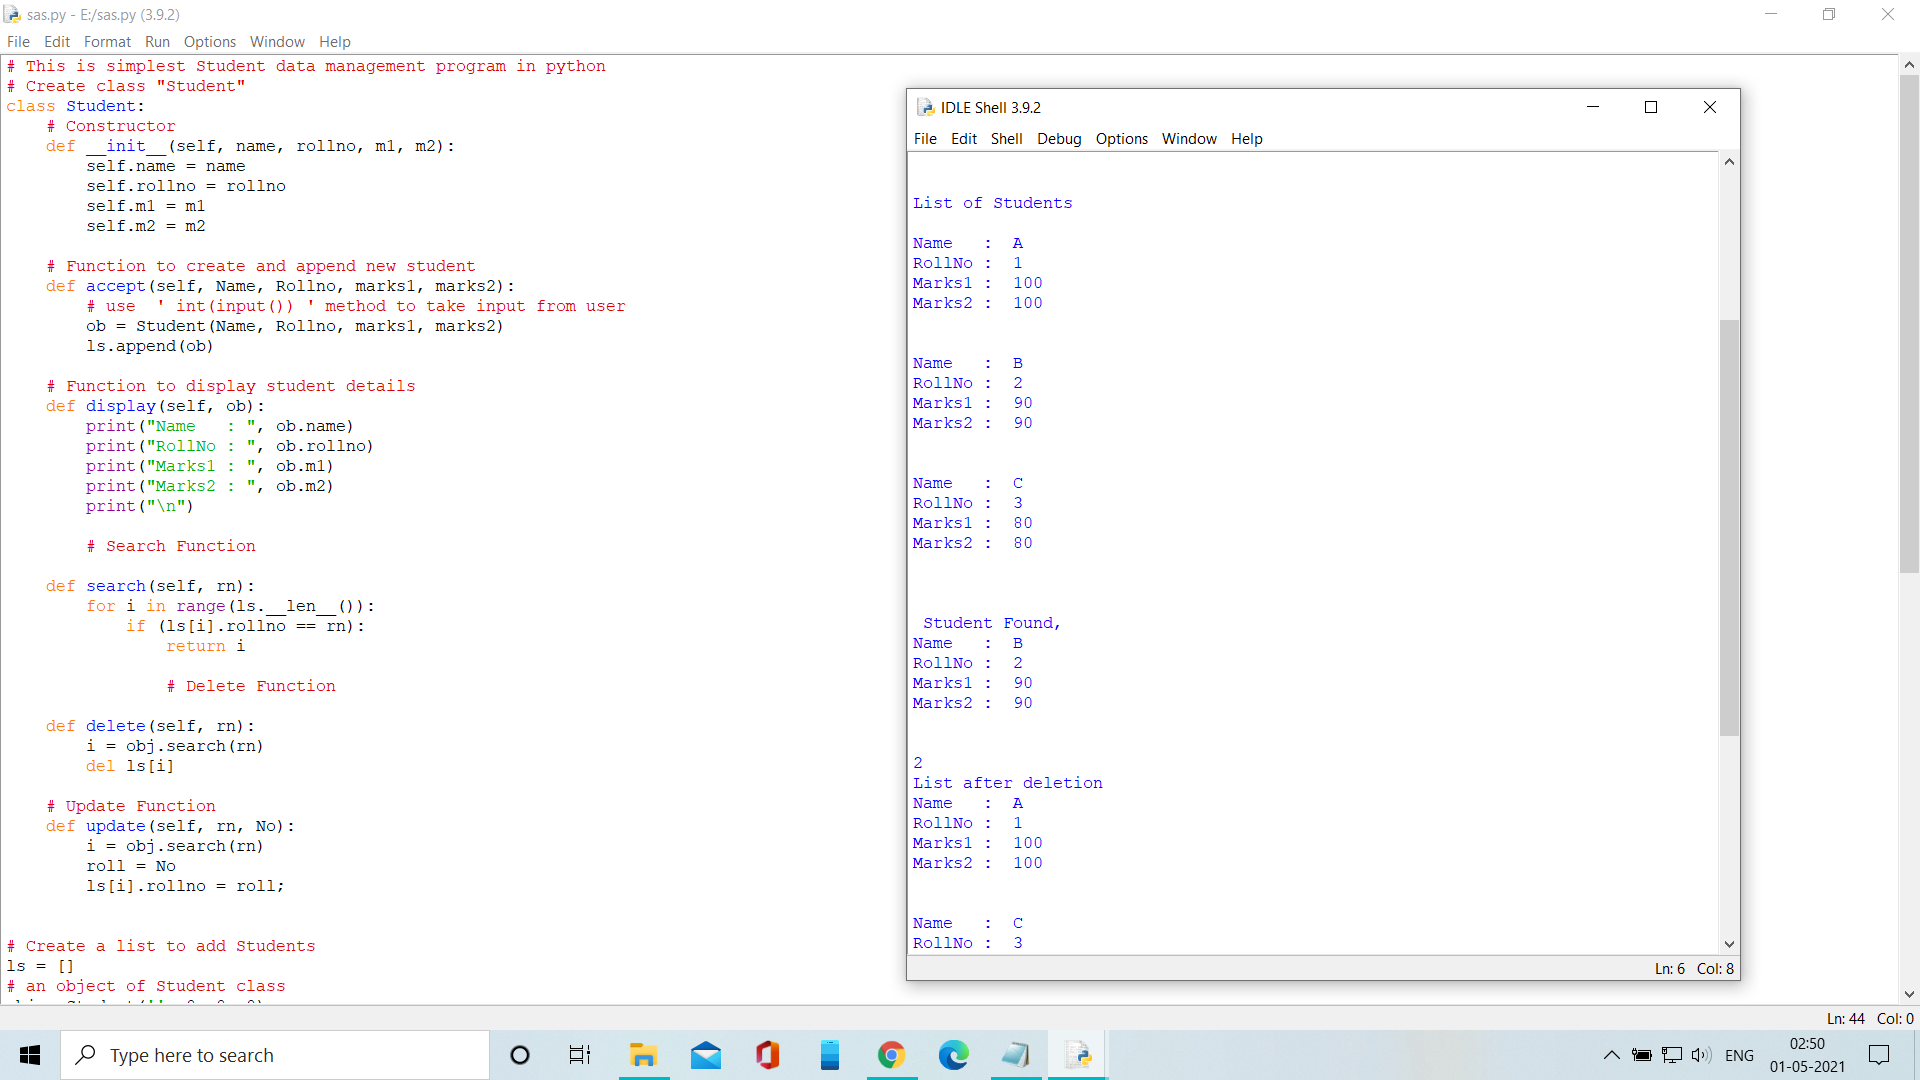 sas.py - E:/sas.py (3.9.2)
File Edit Format Run Options Window Help
# This is simplest Student data management program in python
# Create class "Student"
class Student:
    # Constructor
    def __init__(self, name, rollno, m1, m2):
        self.name = name
        self.rollno = rollno
        self.m1 = m1
        self.m2 = m2

    # Function to create and append new student
    def accept(self, Name, Rollno, marks1, marks2):
        # use  ' int(input()) ' method to take input from user
        ob = Student(Name, Rollno, marks1, marks2)
        ls.append(ob)

    # Function to display student details
    def display(self, ob):
        print("Name   : ", ob.name)
        print("RollNo : ", ob.rollno)
        print("Marks1 : ", ob.m1)
        print("Marks2 : ", ob.m2)
        print("\n")

        # Search Function

    def search(self, rn):
        for i in range(ls.__len__()):
            if (ls[i].rollno == rn):
                return i

                # Delete Function

    def delete(self, rn):
        i = obj.search(rn)
        del ls[i]

    # Update Function
    def update(self, rn, No):
        i = obj.search(rn)
        roll = No
        ls[i].rollno = roll;


# Create a list to add Students
ls = []
# an object of Student class
IDLE Shell 3.9.2
File Edit Shell Debug Options Window Help
List of Students

Name   :  A
RollNo :  1
Marks1 :  100
Marks2 :  100


Name   :  B
RollNo :  2
Marks1 :  90
Marks2 :  90


Name   :  C
RollNo :  3
Marks1 :  80
Marks2 :  80



 Student Found,
Name   :  B
RollNo :  2
Marks1 :  90
Marks2 :  90


2
List after deletion
Name   :  A
RollNo :  1
Marks1 :  100
Marks2 :  100


Name   :  C
RollNo :  3
Ln: 6 Col: 8
Ln: 44 Col: 0
Type here to search
ENG
02:50
01-05-2021